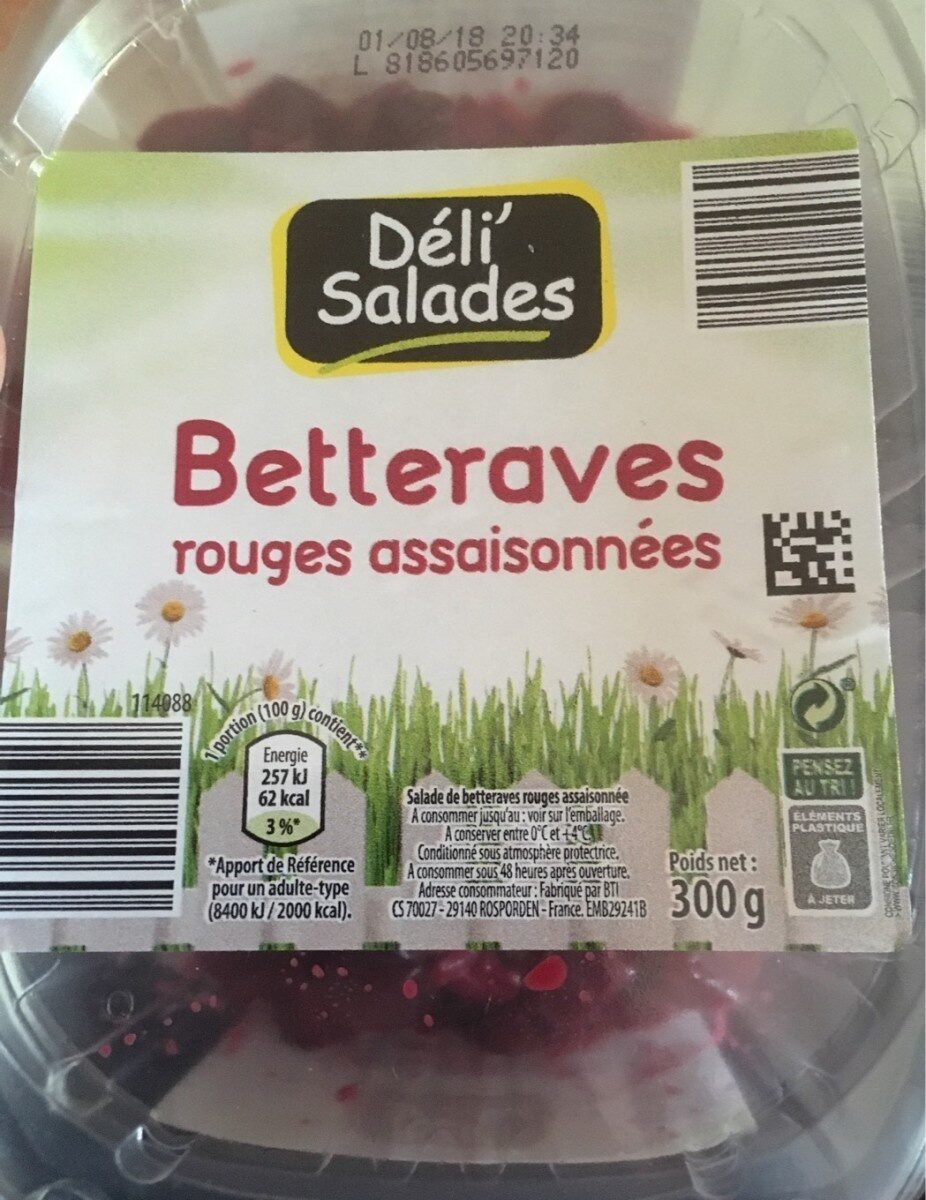 01/08/18 20:34
L 818605697120
Déli'
Salades
Betteraves
rouges assaisonnées
114088
1 portion (100 g) contient**
Energie
257 kJ
62 kcal
3 %*
*Apport de Référence
pour un adulte-type
(8400 kJ / 2000 kcal).
Salade de betteraves rouges assaisonnée
A consommer jusqu'au : voir sur l'emballage.
A conserver entre 0°C et +4°C.
Conditionné sous atmosphère protectrice.
A consommer sous 48 heures après ouverture.
Adresse consommateur : Fabriqué par BTI
CS 70027 - 29140 ROSPORDEN - France. EMB29241B
Poids net :
300 g
®
PENSEZ
AU TRI !
ÉLÉMENTS
PLASTIQUE
À JETER